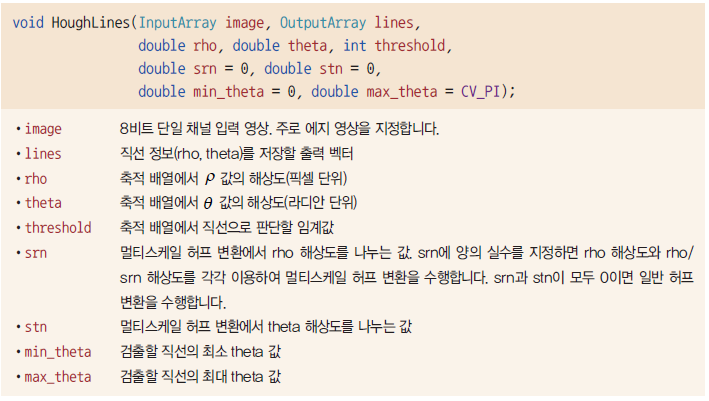 void HoughLines(InputArray image, OutputArray lines,
double rho, double theta, int threshold,
double srn = 0, double stn = 0,
double min_theta = 0, double max_theta = CV_PI);
• image 8비트 단일 채널 입력 영상. 주로 에지 영상을 지정합니다.
• lines 직선 정보(rho, theta)를 저장할 출력 벡터
• rho 축적 배열에서 ρ 값의 해상도(픽셀 단위)
• theta 축적 배열에서 θ 값의 해상도(라디안 단위)
• threshold 축적 배열에서 직선으로 판단할 임계값
• srn 멀티스케일 허프 변환에서 rho 해상도를 나누는 값. srn에 양의 실수를 지정하면 rho 해상도와 rho/
srn 해상도를 각각 이용하여 멀티스케일 허프 변환을 수행합니다. srn과 stn이 모두 0이면 일반 허프
변환을 수행합니다.
• stn 멀티스케일 허프 변환에서 theta 해상도를 나누는 값
• min_theta 검출할 직선의 최소 theta 값
• max_theta 검출할 직선의 최대 theta 값